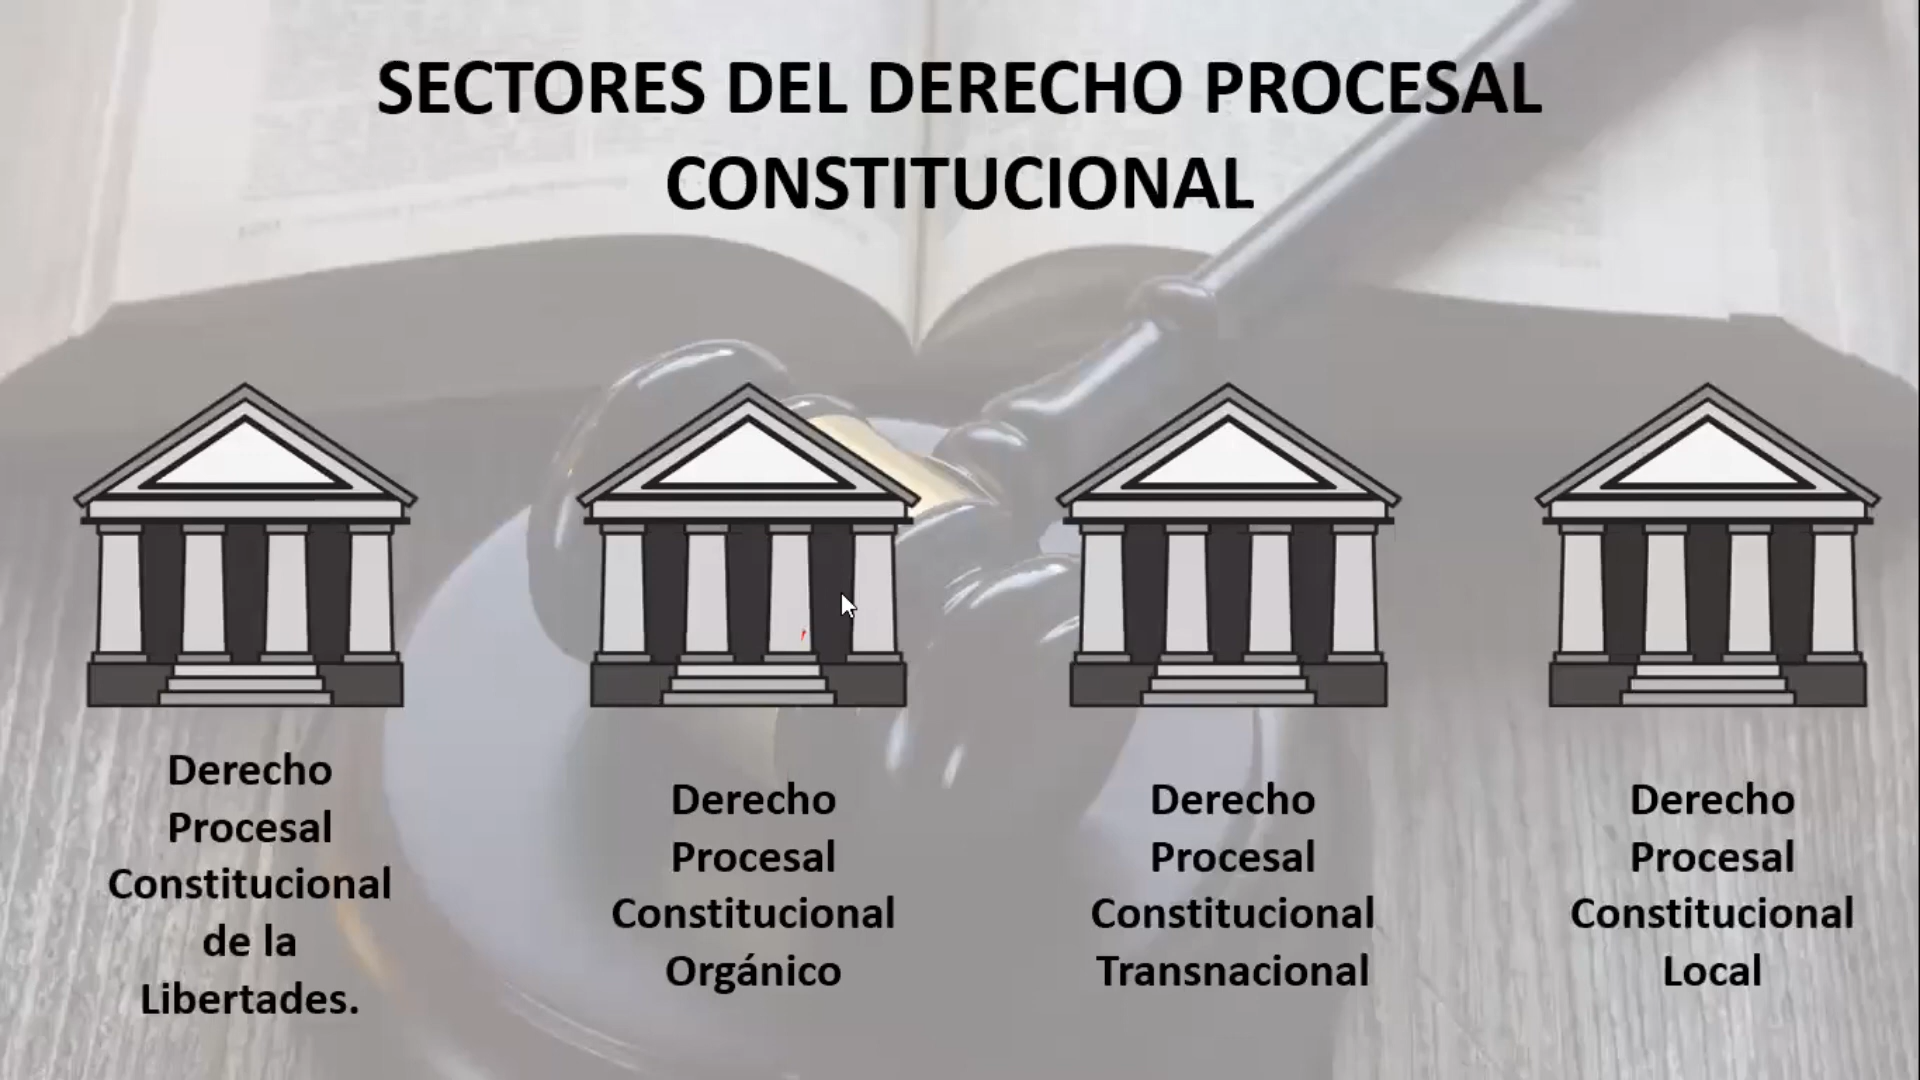 SECTORES DEL DERECHO PROCESAL
CONSTITUCIONAL
Derecho
Procesal
Constitucional
de la
Libertades.
Derecho
Procesal
Constitucional
Orgánico
Derecho
Procesal
Constitucional
Transnacional
Derecho
Procesal
Constitucional
Local